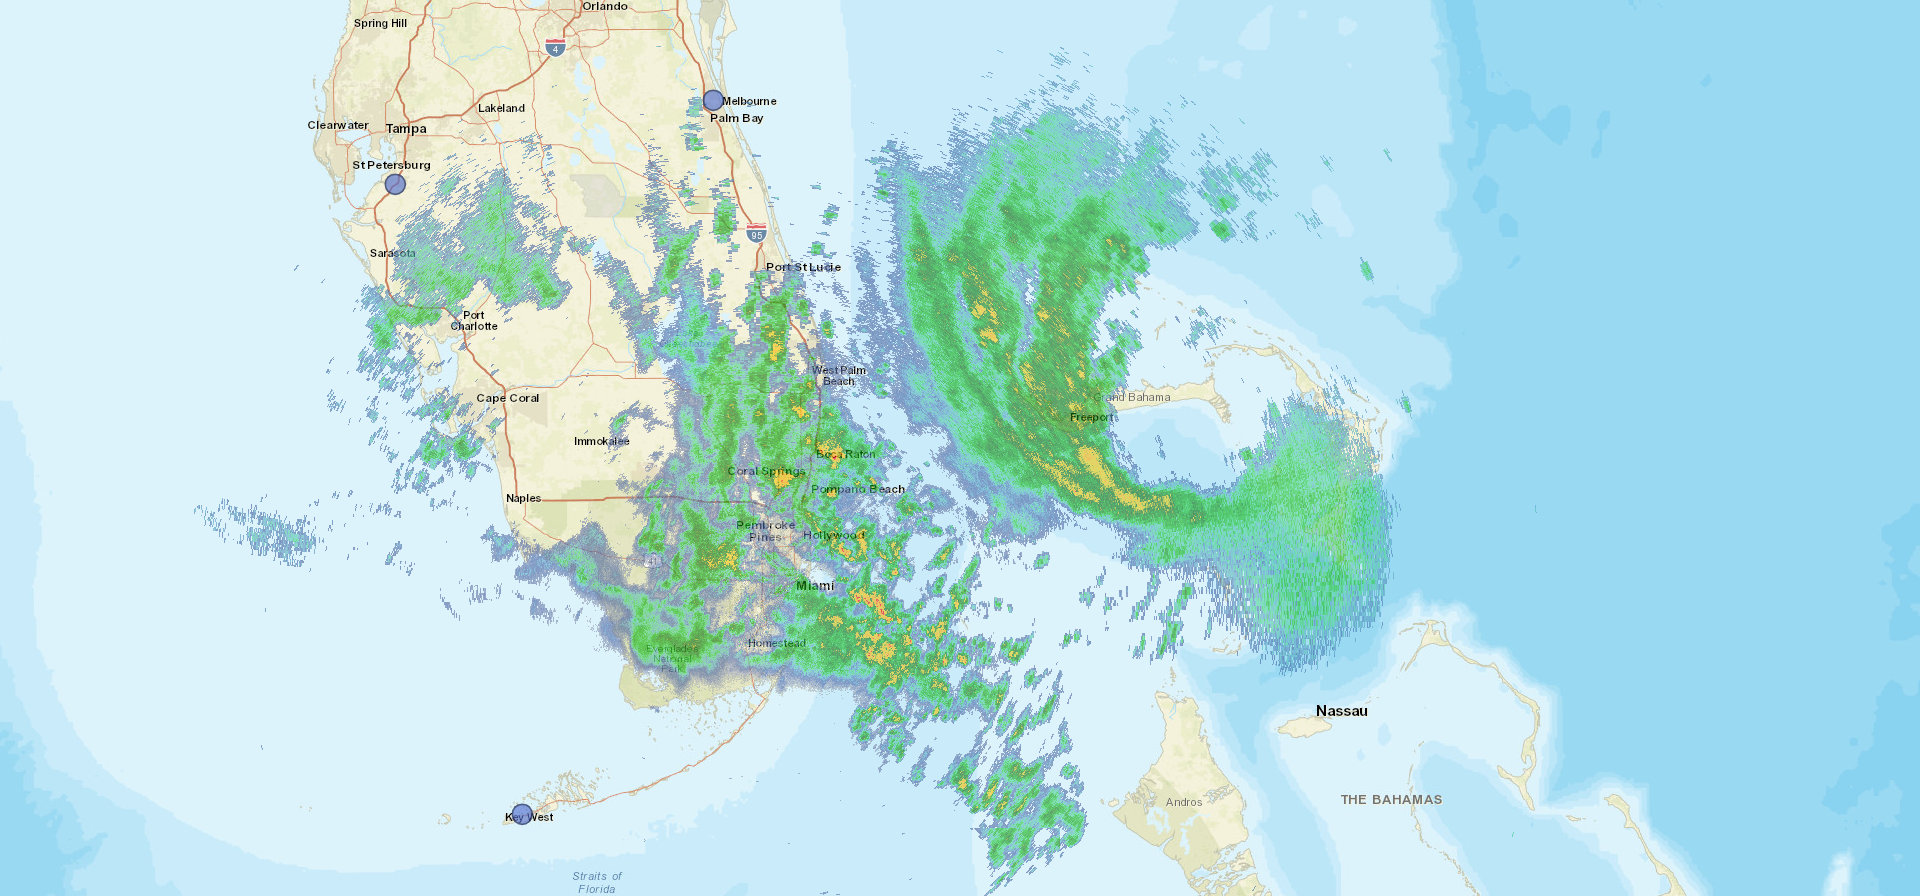 Orlando
Spring Hill
4
Melbourne
Lakeland
Palm Bay
Clearwater
Tampa
St Petersburg
95
Sarasota
Port St Lucie
Port
Charlotte
West Palm
Beach
Cape Coral
Grand Bahama
Freeport
Immokalee
Boca Raton
Coral Springs
Pompano Beach
Naples
Pembroke
Pines
Hollywood
41
Miami
Homestead
Everglades
National
Park
Nassau
THE BAHAMAS
Andros
Key West
Straits of
Florida